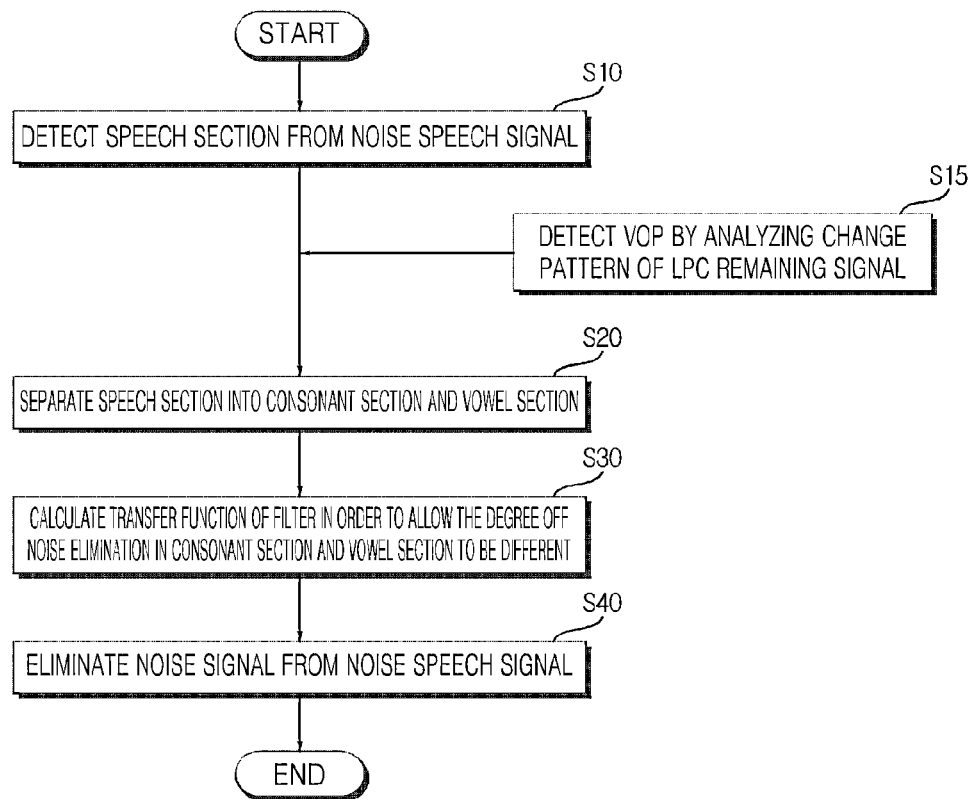 START
S10
DETECT SPEECH SECTION FROM NOISE SPEECH SIGNAL
S15
DETECT VOP BY ANALYZING CHANGE
PATTERN OF LPC REMAINING SIGNAL
S20
SEPARATE SPEECH SECTION INTO CONSONANT SECTION AND VOWEL SECTION
S30
CALCULATE TRANSFER FUNCTION OF FILTER IN ORDER TO ALLOW THE DEGREE OFF
NOISE ELIMINATION IN CONSONANT SECTION AND VOWEL SECTION TO BE DIFFERENT
S40
ELIMINATE NOISE SIGNAL FROM NOISE SPEECH SIGNAL
END